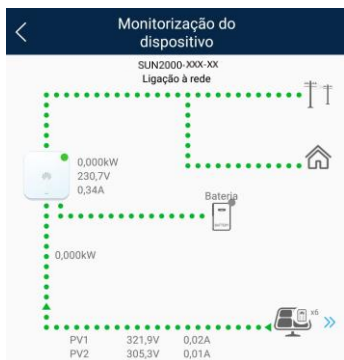 Monitorização do
dispositivo
SUN2000-XXX-XX
Ligação à rede
0,000kW
230,7V
0,34A
Bateria
BATTERY
0,000kW
x6
PV1 321,9V 0,02A
PV2 305,3V 0,01A